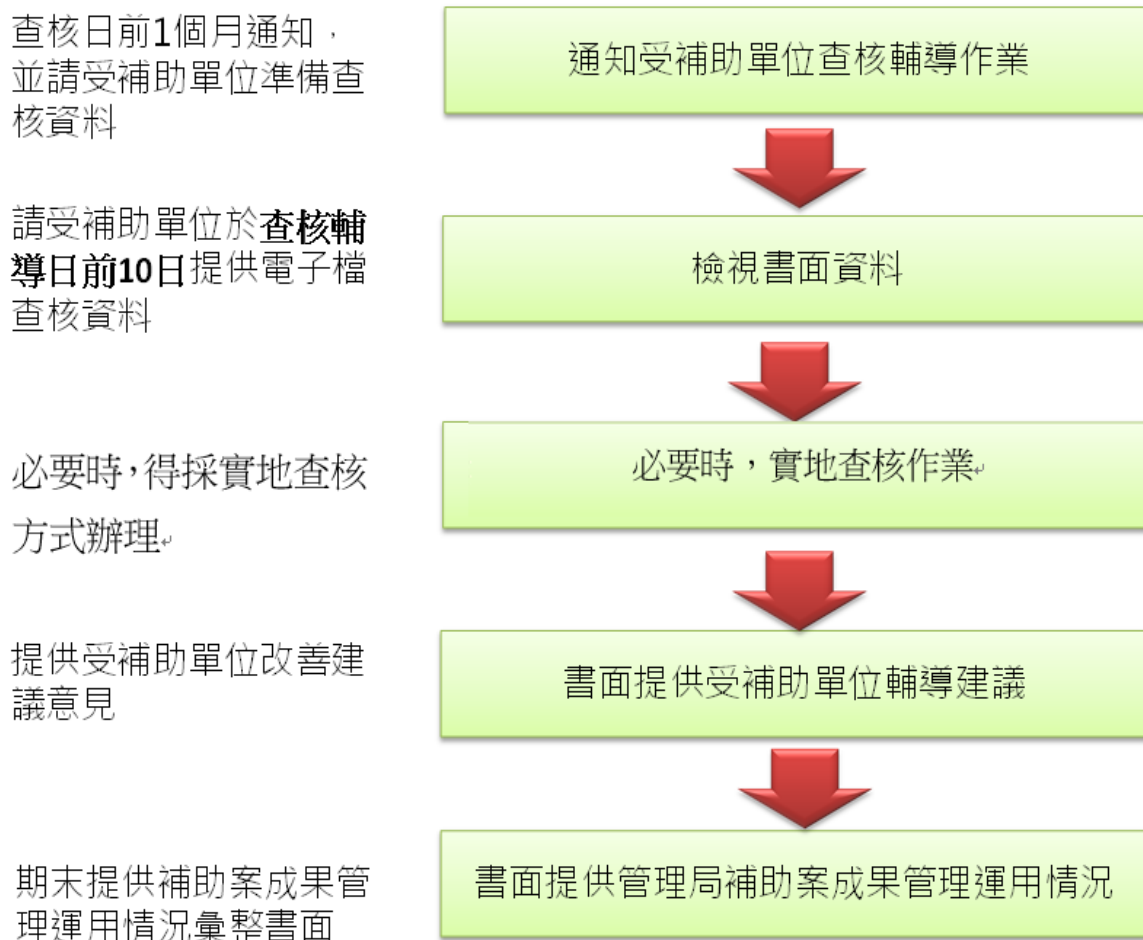 查核日前1個月通知，
並請受補助單位準備查
核資料
通知受補助單位查核輔導作業
請受補助單位於查核輔
導日前10日提供電子檔
查核資料
檢視書面資料
必要時，得採實地查核
方式辦理
必要時，實地查核作業
提供受補助單位改善建
議意見
書面提供受補助單位輔導建議
期末提供補助案成果管
理運用情況彙整書面
書面提供管理局補助案成果管理運用情況